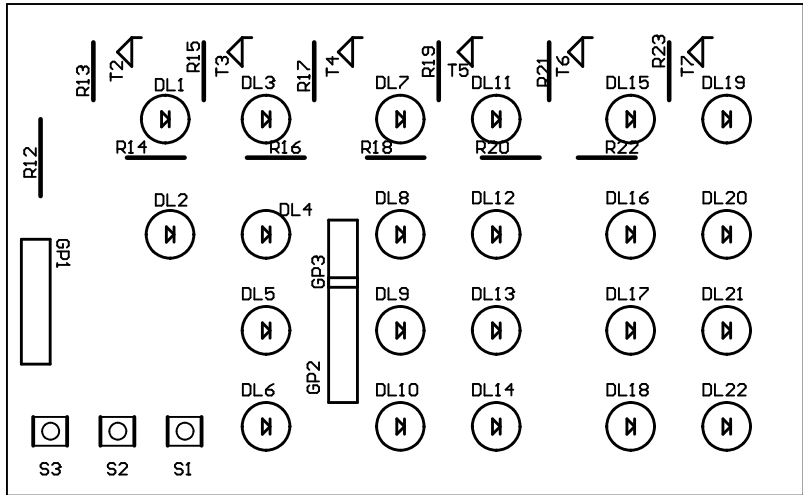 R13 T2 R15 T3 R17 T4 R19 T5 R21 T6 R23 T7
DL1 DL3 DL7 DL11 DL15 DL19
R12 R14 R16 R18 R20 R22
DL2 DL4 DL8 DL12 DL16 DL20
GP1 GP3
DL5 DL9 DL13 DL17 DL21
GP2
DL6 DL10 DL14 DL18 DL22
S3 S2 S1